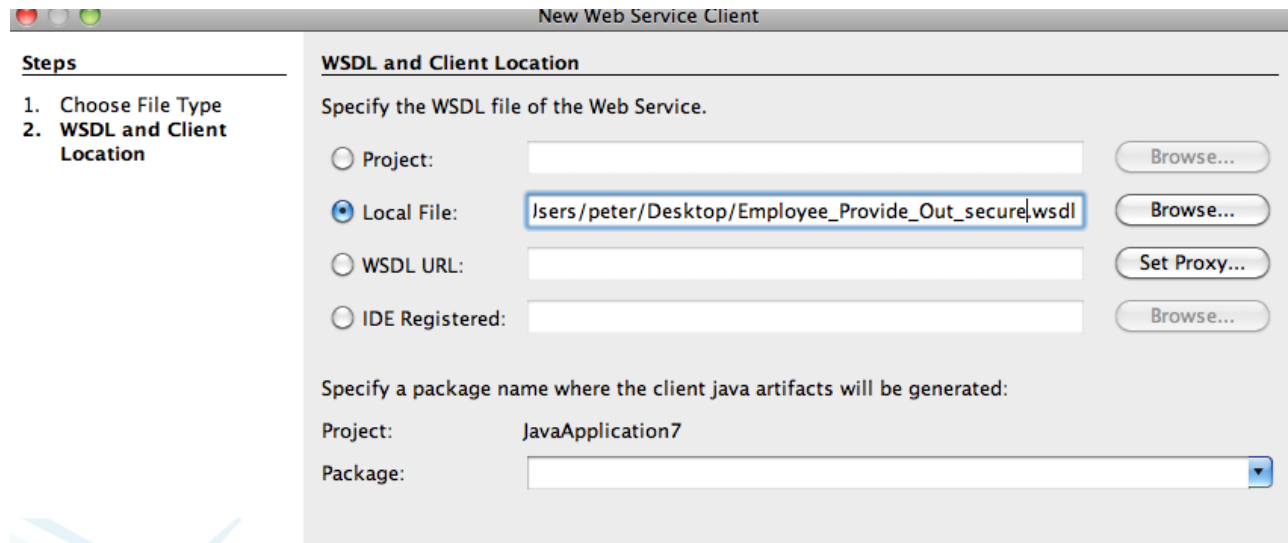 New Web Service Client
Steps
1. Choose File Type
2. WSDL and Client
Location
WSDL and Client Location
Specify the WSDL file of the Web Service.
Project: Browse...
Local File: Users/peter/Desktop/Employee_Provide_Out_secure.wsdl Browse...
WSDL URL: Set Proxy...
IDE Registered: Browse...
Specify a package name where the client java artifacts will be generated:
Project: JavaApplication7
Package: